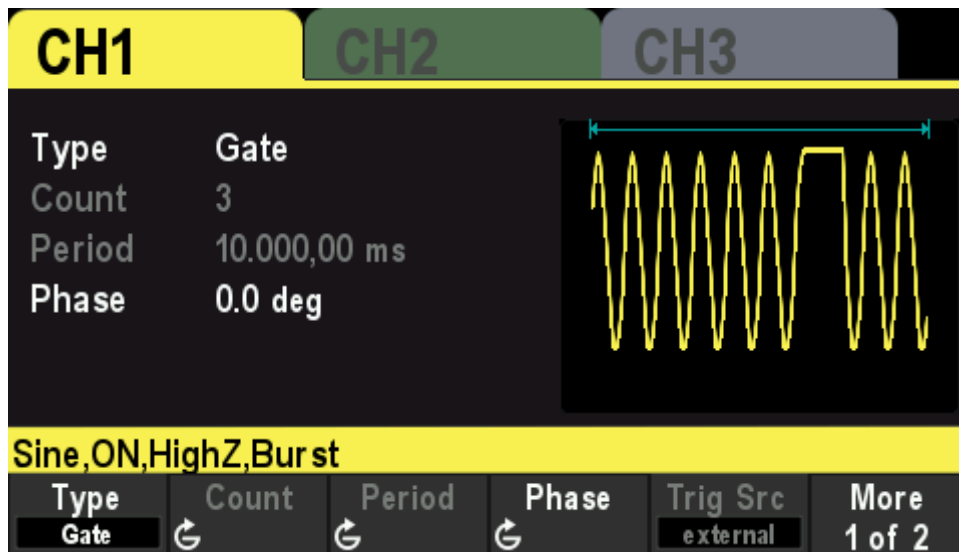 CH1 CH2 CH3
Type Gate
Count 3
Period 10.000,00 ms
Phase 0.0 deg
Sine,ON,HighZ,Burst
Type Count Period Phase Trig Src More
Gate external 1 of 2